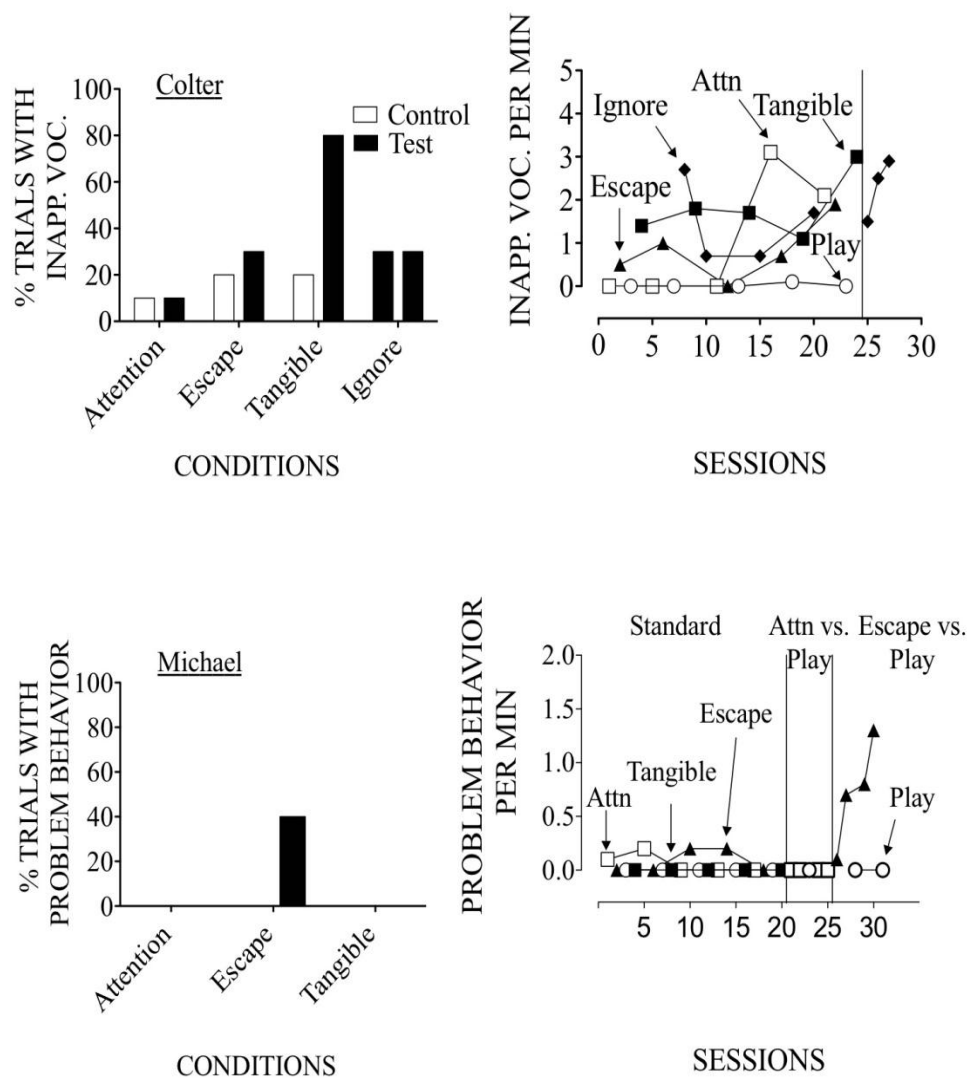 Colter
Control
Test
% TRIALS WITH
INAPP. VOC.
100
80
60
40
20
0
Attention
Escape
Tangible
Ignore
CONDITIONS
INAPP. VOC. PER MIN
5
4
3
2
1
0
Ignore
Attn
Tangible
Escape
Play
0 5 10 15 20 25 30
SESSIONS
Michael
% TRIALS WITH
PROBLEM BEHAVIOR
100
80
60
40
20
0
Attention
Escape
Tangible
CONDITIONS
PROBLEM BEHAVIOR
PER MIN
Standard
Attn vs.
Play
Escape vs.
Play
2.0
1.5
1.0
0.5
0.0
Attn
Tangible
Escape
Play
5 10 15 20 25 30
SESSIONS